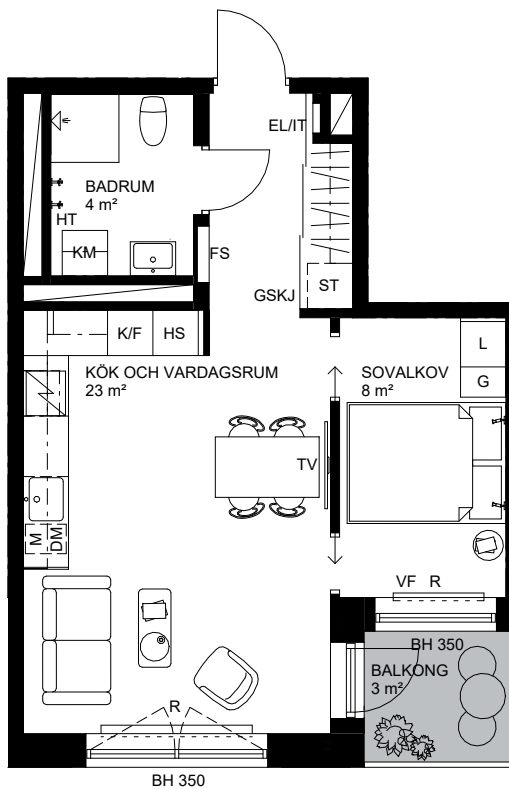 EL/IT
BADRUM
4 m²
HT
KM
FS
ST
GSKJ
K/F
HS
L
G
KÖK OCH VARDAGSRUM
23 m²
SOVALKOV
8 m²
TV
M
DM
VF R
BH 350
BALKONG
3 m²
R
BH 350